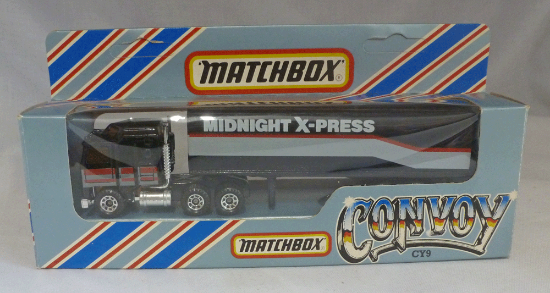 MATCHBOX
MIDNIGHT X-PRESS
MATCHBOX
CONVOY
CY9